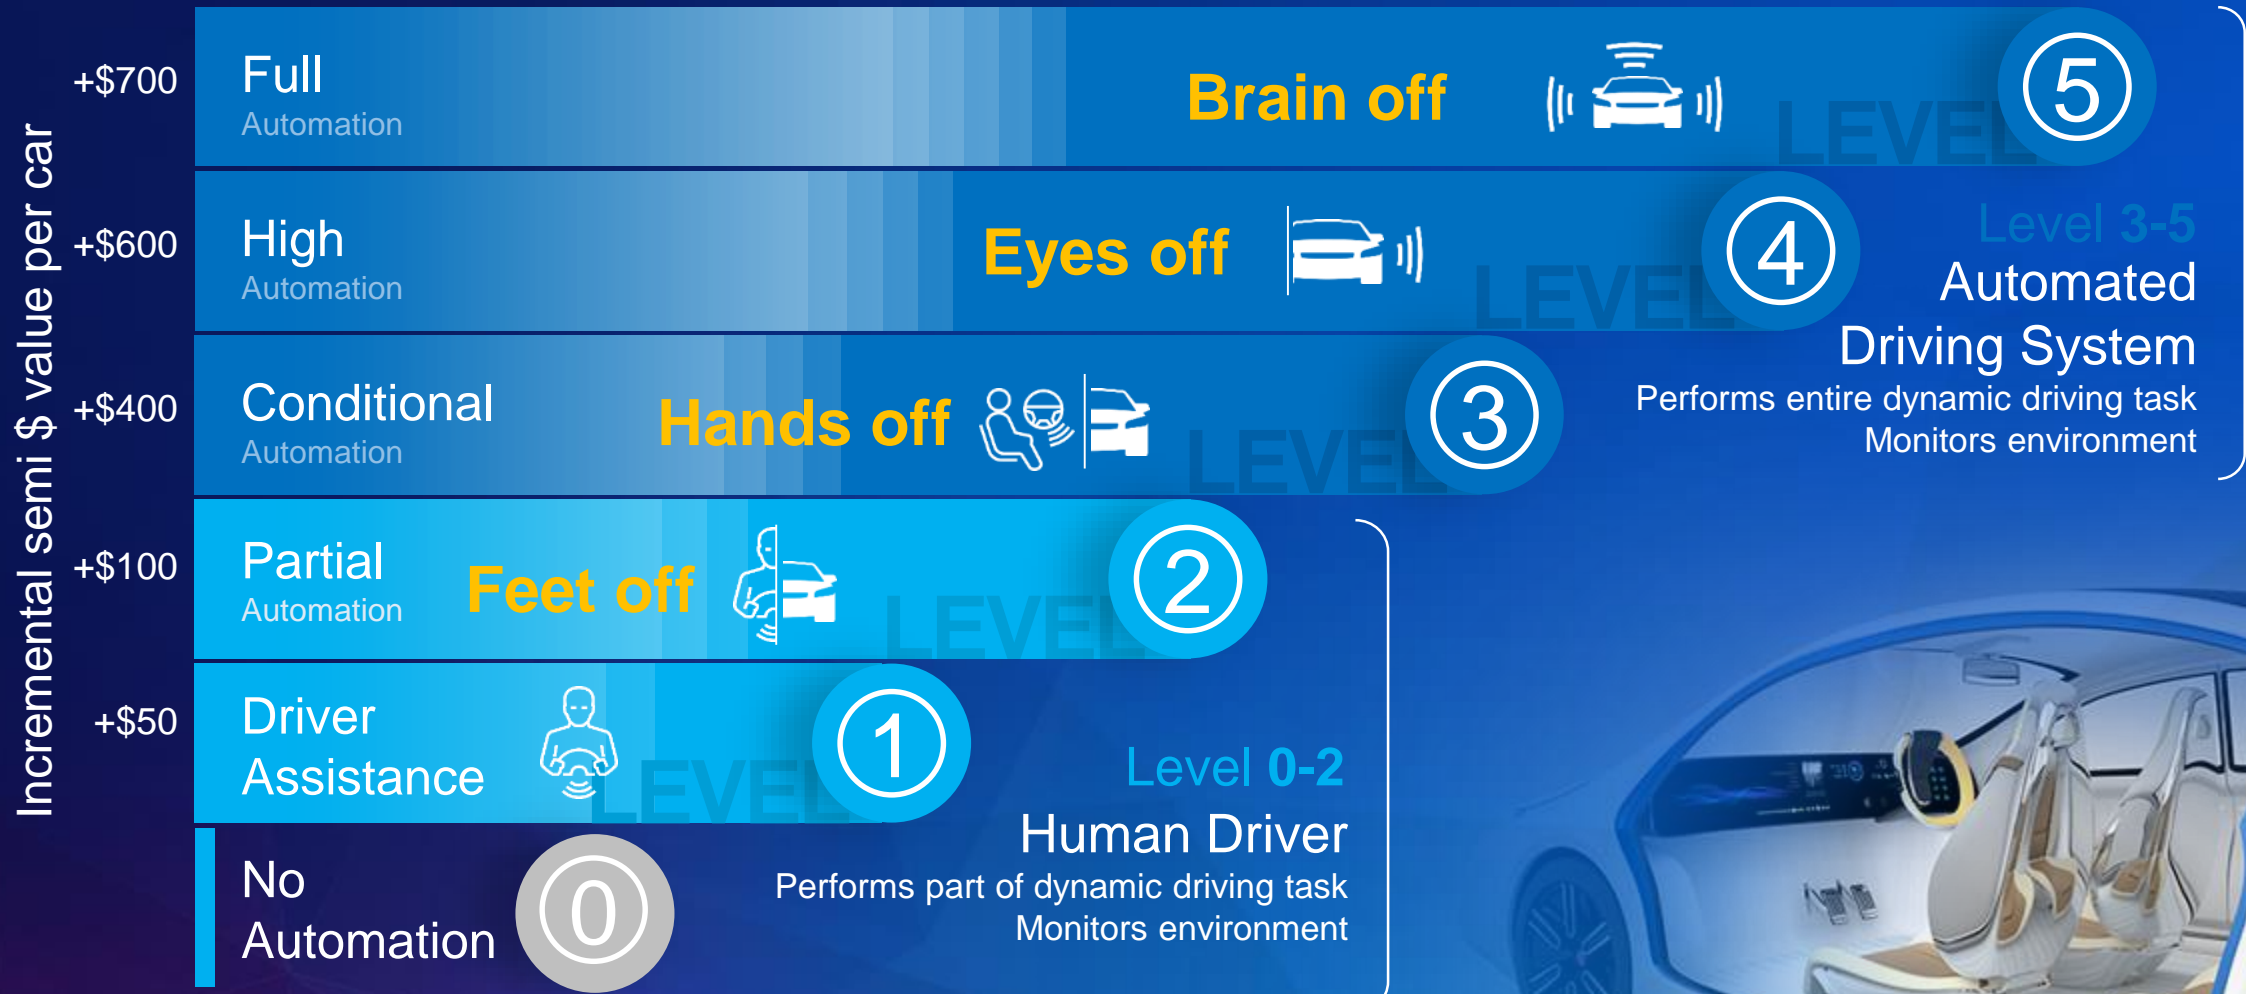 Incremental semi $ value per car
+$700
Full
Automation
Brain off
LEVEL
5
+$600
High
Automation
Eyes off
LEVEL
4
+$400
Conditional
Automation
Hands off
LEVEL
3
+$100
Partial
Automation
Feet off
LEVEL
2
+$50
Driver
Assistance
LEVEL
1
No
Automation
0
Level 3-5
Automated
Driving System
Performs entire dynamic driving task
Monitors environment
Level 0-2
Human Driver
Performs part of dynamic driving task
Monitors environment